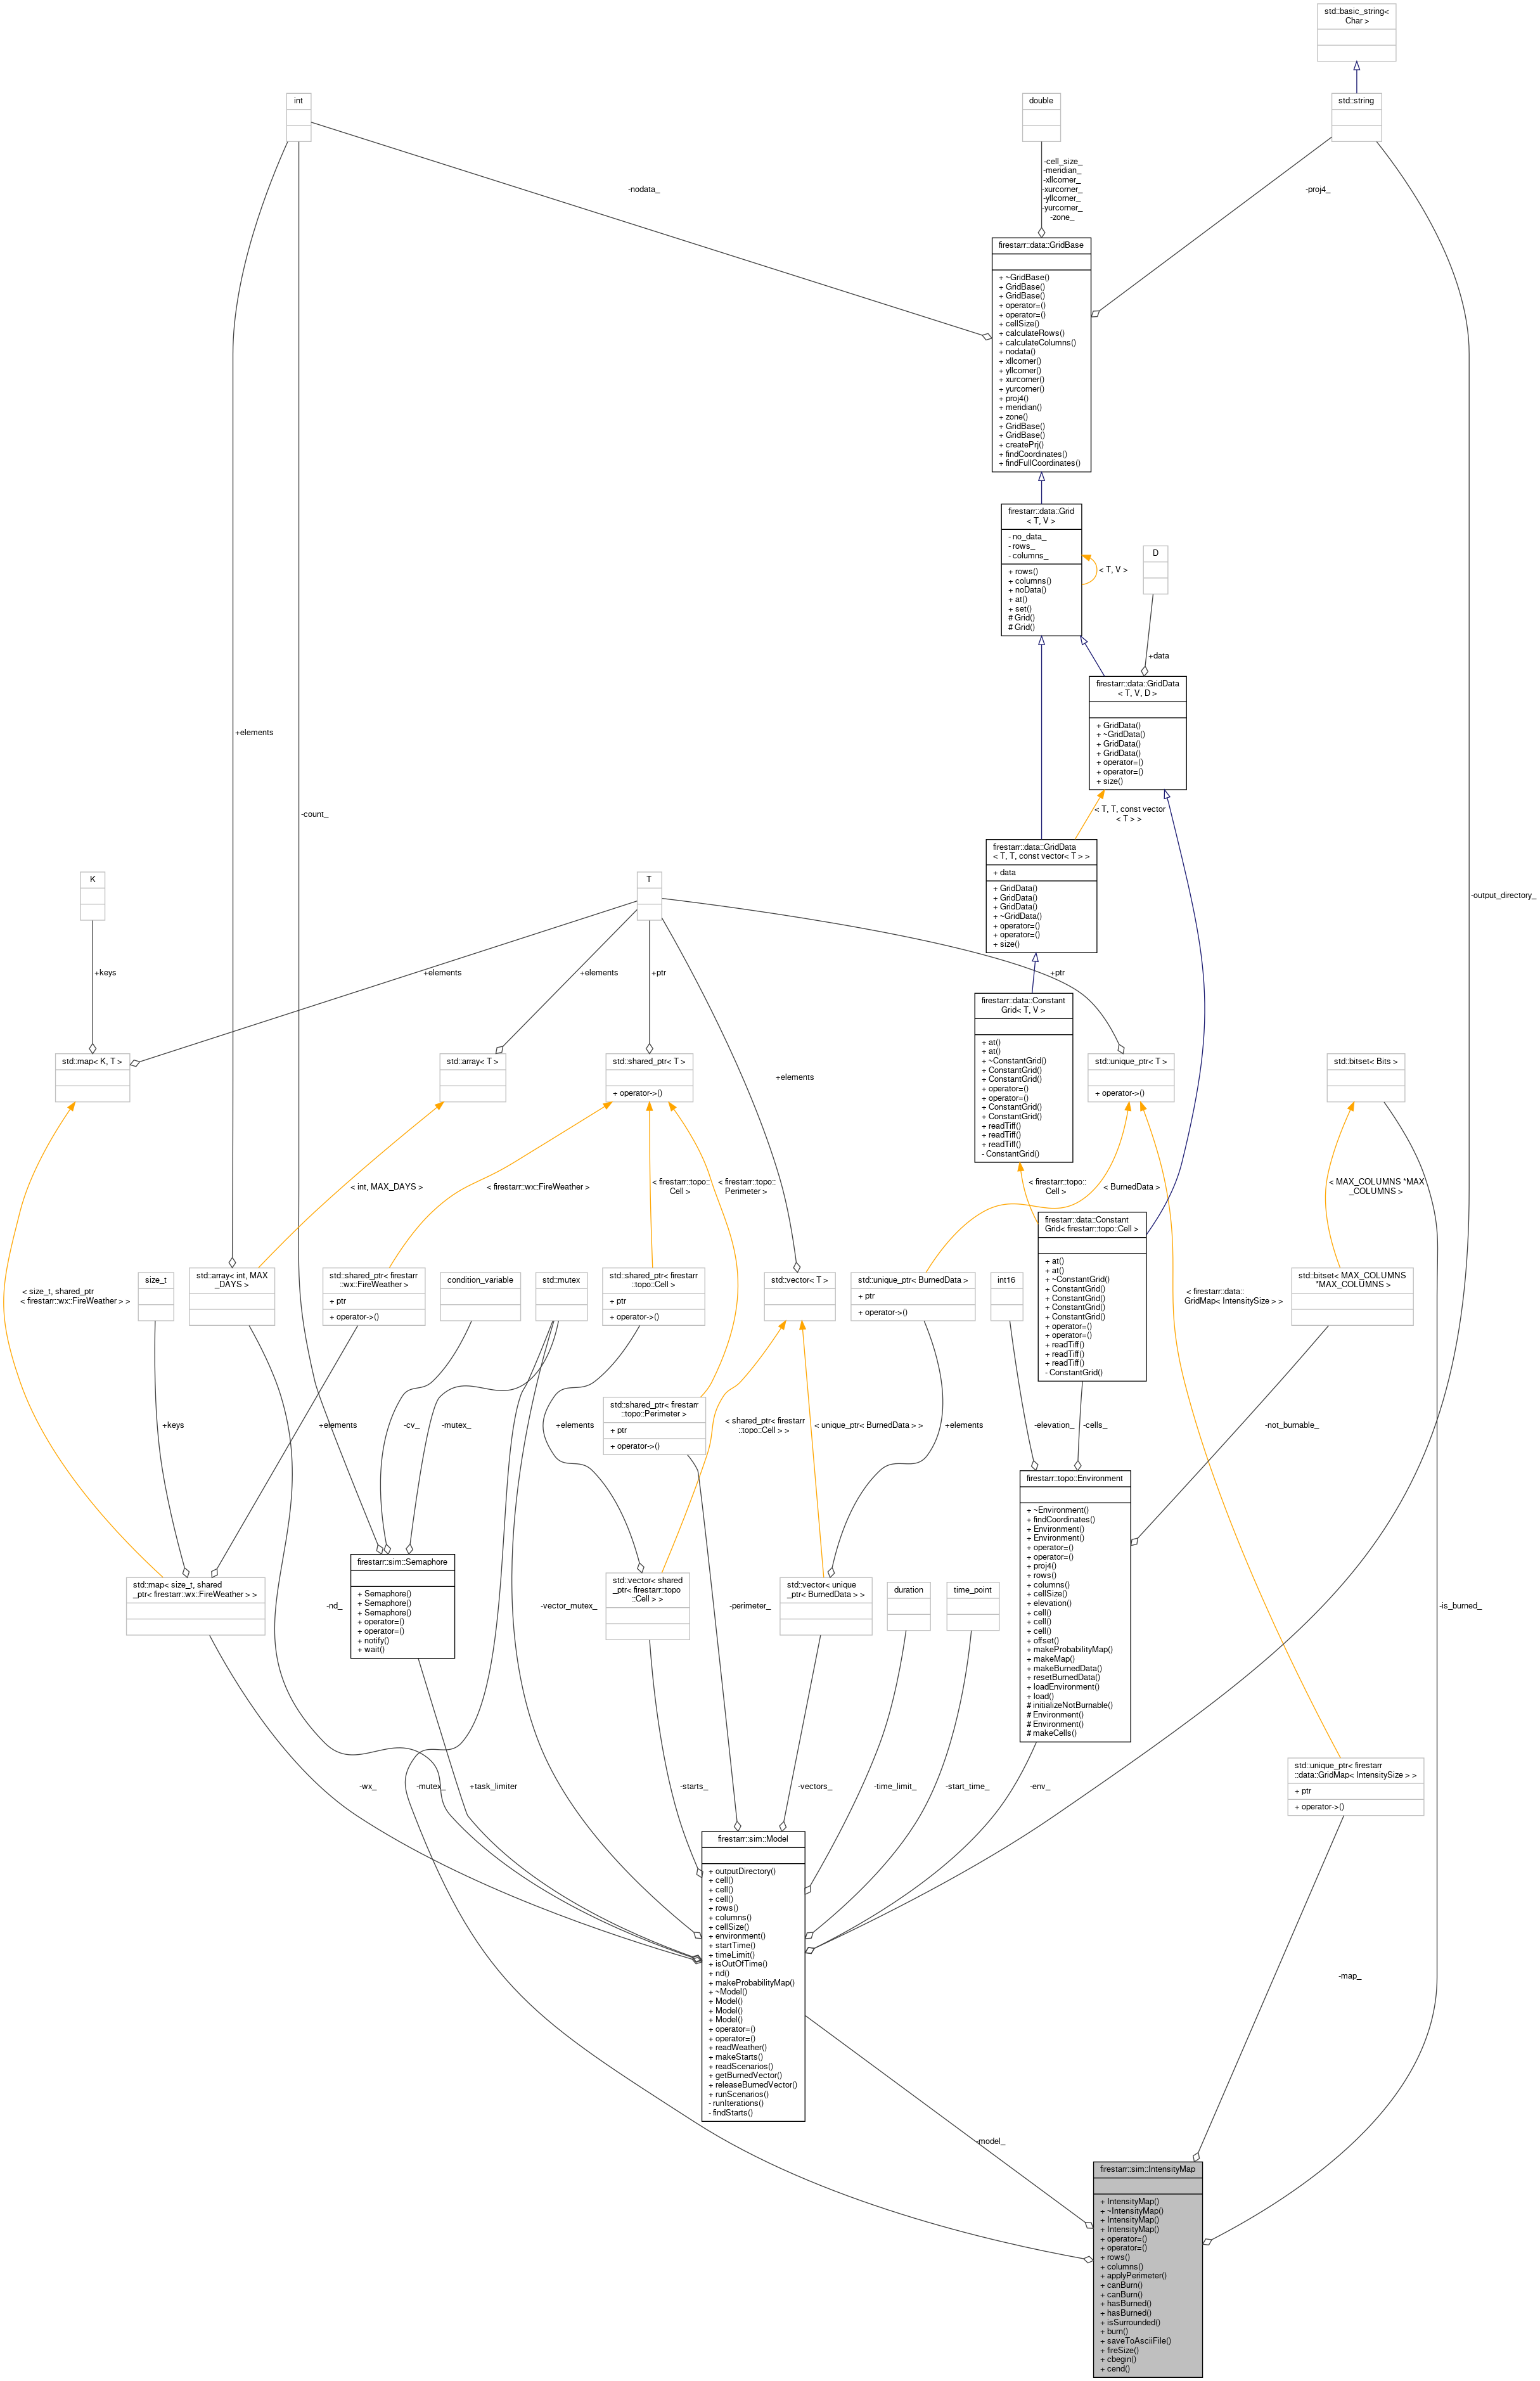 std::basic_string<
Char >
int
double
std::string
-cell_size_
-meridian_
-xllcorner_
-xurcorner_
-yllcorner_
-yurcorner_
-zone_
-nodata_
-proj4_
firestarr::data::GridBase
+ ~GridBase()
+ GridBase()
+ GridBase()
+ operator=()
+ operator=()
+ cellSize()
+ calculateRows()
+ calculateColumns()
+ nodata()
+ xllcorner()
+ yllcorner()
+ xurcorner()
+ yurcorner()
+ proj4()
+ meridian()
+ zone()
+ GridBase()
+ GridBase()
+ createPrj()
+ findCoordinates()
+ findFullCoordinates()
firestarr::data::Grid
< T, V >
- no_data_
- rows_
- columns_
+ rows()
+ columns()
+ noData()
+ at()
+ set()
# Grid()
# Grid()
< T, V >
D
+data
firestarr::data::GridData
< T, V, D >
+ GridData()
+ ~GridData()
+ GridData()
+ GridData()
+ operator=()
+ operator=()
+ size()
+elements
-count_
< T, T, const vector
< T > >
firestarr::data::GridData
< T, T, const vector< T > >
+ data
+ GridData()
+ GridData()
+ GridData()
+ ~GridData()
+ operator=()
+ operator=()
+ size()
-output_directory_
K
T
+keys
+elements
+elements
+ptr
+ptr
firestarr::data::Constant
Grid< T, V >
+ at()
+ at()
+ ~ConstantGrid()
+ ConstantGrid()
+ ConstantGrid()
+ operator=()
+ operator=()
+ ConstantGrid()
+ ConstantGrid()
+ readTiff()
+ readTiff()
+ readTiff()
- ConstantGrid()
std::map< K, T >
std::array< T >
std::shared_ptr< T >
+ operator->()
+elements
std::unique_ptr< T >
+ operator->()
std::bitset< Bits >
< int, MAX_DAYS >
< firestarr::wx::FireWeather >
< firestarr::topo::
Cell >
< firestarr::topo::
Perimeter >
< firestarr::topo::
Cell >
< BurnedData >
< MAX_COLUMNS *MAX
_COLUMNS >
firestarr::data::Constant
Grid< firestarr::topo::Cell >
+ at()
+ at()
+ ~ConstantGrid()
+ ConstantGrid()
+ ConstantGrid()
+ ConstantGrid()
+ ConstantGrid()
+ operator=()
+ operator=()
+ readTiff()
+ readTiff()
+ readTiff()
- ConstantGrid()
< size_t, shared_ptr
< firestarr::wx::FireWeather > >
size_t
std::array< int, MAX
_DAYS >
std::shared_ptr< firestarr
::wx::FireWeather >
+ ptr
+ operator->()
condition_variable
std::mutex
std::shared_ptr< firestarr
::topo::Cell >
+ ptr
+ operator->()
std::vector< T >
std::unique_ptr< BurnedData >
+ ptr
+ operator->()
int16
< firestarr::data::
GridMap< IntensitySize > >
std::bitset< MAX_COLUMNS
*MAX_COLUMNS >
std::shared_ptr< firestarr
::topo::Perimeter >
+ ptr
+ operator->()
+keys
+elements
-cv_
-mutex_
+elements
< shared_ptr< firestarr
::topo::Cell > >
< unique_ptr< BurnedData > >
+elements
-elevation_
-cells_
-not_burnable_
firestarr::topo::Environment
+ ~Environment()
+ findCoordinates()
+ Environment()
+ Environment()
+ operator=()
+ operator=()
+ proj4()
+ rows()
+ columns()
+ cellSize()
+ elevation()
+ cell()
+ cell()
+ cell()
+ offset()
+ makeProbabilityMap()
+ makeMap()
+ makeBurnedData()
+ resetBurnedData()
+ loadEnvironment()
+ load()
# initializeNotBurnable()
# Environment()
# Environment()
# makeCells()
std::map< size_t, shared
_ptr< firestarr::wx::FireWeather > >
-nd_
firestarr::sim::Semaphore
+ Semaphore()
+ Semaphore()
+ Semaphore()
+ operator=()
+ operator=()
+ notify()
+ wait()
-vector_mutex_
std::vector< shared
_ptr< firestarr::topo
::Cell > >
-perimeter_
std::vector< unique
_ptr< BurnedData > >
duration
time_point
-is_burned_
-wx_
-mutex_
+task_limiter
-starts_
-vectors_
-time_limit_
-start_time_
-env_
std::unique_ptr< firestarr
::data::GridMap< IntensitySize > >
+ ptr
+ operator->()
firestarr::sim::Model
+ outputDirectory()
+ cell()
+ cell()
+ cell()
+ rows()
+ columns()
+ cellSize()
+ environment()
+ startTime()
+ timeLimit()
+ isOutOfTime()
+ nd()
+ makeProbabilityMap()
+ ~Model()
+ Model()
+ Model()
+ Model()
+ operator=()
+ operator=()
+ readWeather()
+ makeStarts()
+ readScenarios()
+ getBurnedVector()
+ releaseBurnedVector()
+ runScenarios()
- runIterations()
- findStarts()
-map_
-model_
firestarr::sim::IntensityMap
+ IntensityMap()
+ ~IntensityMap()
+ IntensityMap()
+ IntensityMap()
+ operator=()
+ operator=()
+ rows()
+ columns()
+ applyPerimeter()
+ canBurn()
+ canBurn()
+ hasBurned()
+ hasBurned()
+ isSurrounded()
+ burn()
+ saveToAsciiFile()
+ fireSize()
+ cbegin()
+ cend()